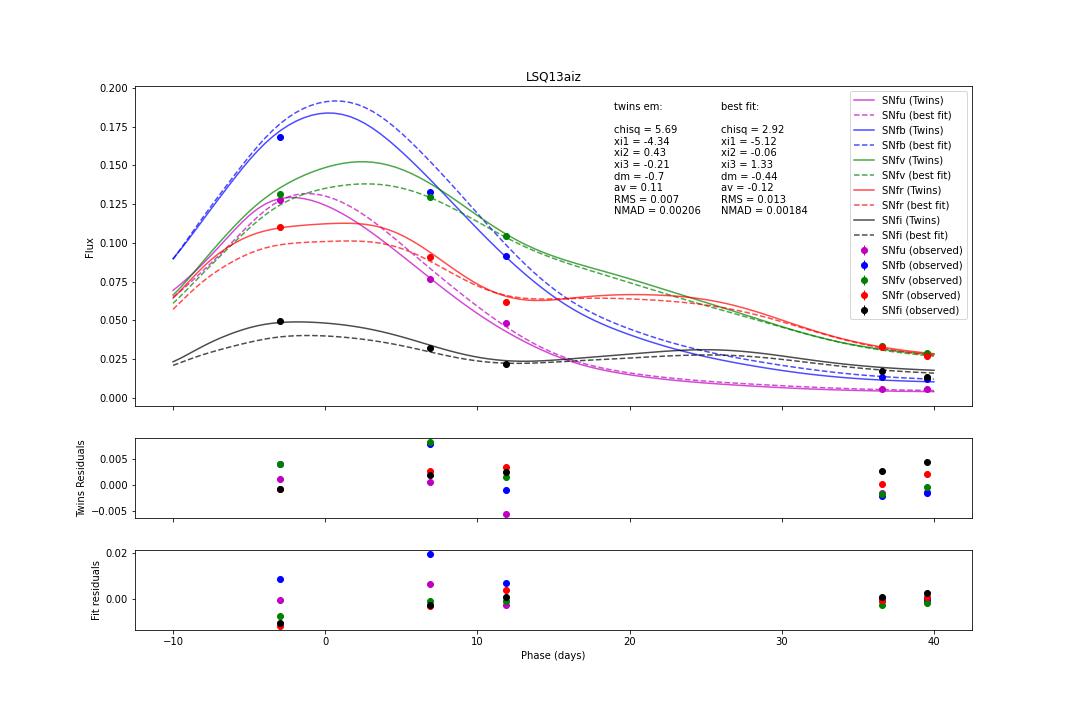 LSQ13aiz
0.200
0.175
0.150
0.125
0.100
0.075
0.050
0.025
0.000
Flux
twins em:
chisq = 5.69
xi1 = -4.34
xi2 = 0.43
xi3 = -0.21
dm = -0.7
av = 0.11
RMS = 0.007
NMAD = 0.00206
best fit:
chisq = 2.92
xi1 = -5.12
xi2 = -0.06
xi3 = 1.33
dm = -0.44
av = -0.12
RMS = 0.013
NMAD = 0.00184
SNfu (Twins)
SNfu (best fit)
SNfb (Twins)
SNfb (best fit)
SNfv (Twins)
SNfv (best fit)
SNfr (Twins)
SNfr (best fit)
SNfi (Twins)
SNfi (best fit)
SNfu (observed)
SNfb (observed)
SNfv (observed)
SNfr (observed)
SNfi (observed)
0.005
0.000
−0.005
Twins Residuals
0.02
0.00
Fit residuals
−10
0
10
20
30
40
Phase (days)